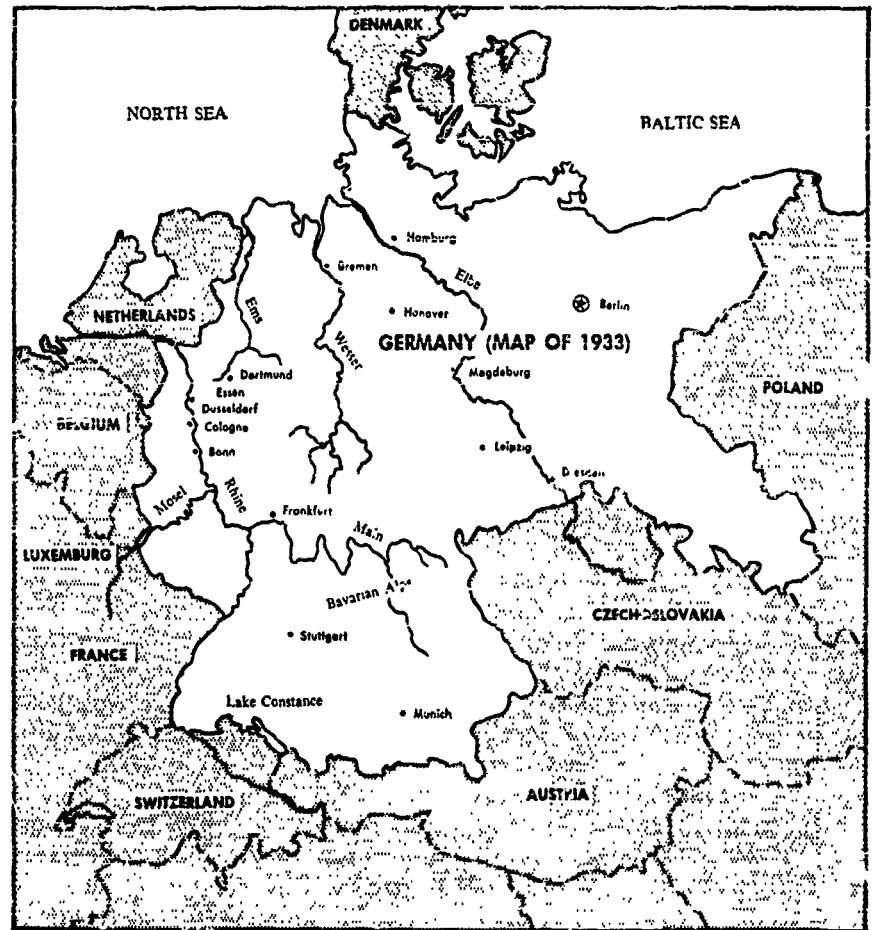 DENMARK
NORTH SEA
BALTIC SEA
Hamburg
Bremen
Elbe
Berlin
Ems
Hanover
NETHERLANDS
Wesser
GERMANY (MAP OF 1933)
Magdeburg
Dortmund
Essen
POLAND
Dusseldorf
BELGIUM
Cologne
Bonn
Leipzig
Mosel
Rhine
Frankfurt
Main
LUXEMBURG
Bavarian
CZECHOSLOVAKIA
Stuttgart
FRANCE
Lake Constance
Munich
SWITZERLAND
AUSTRIA